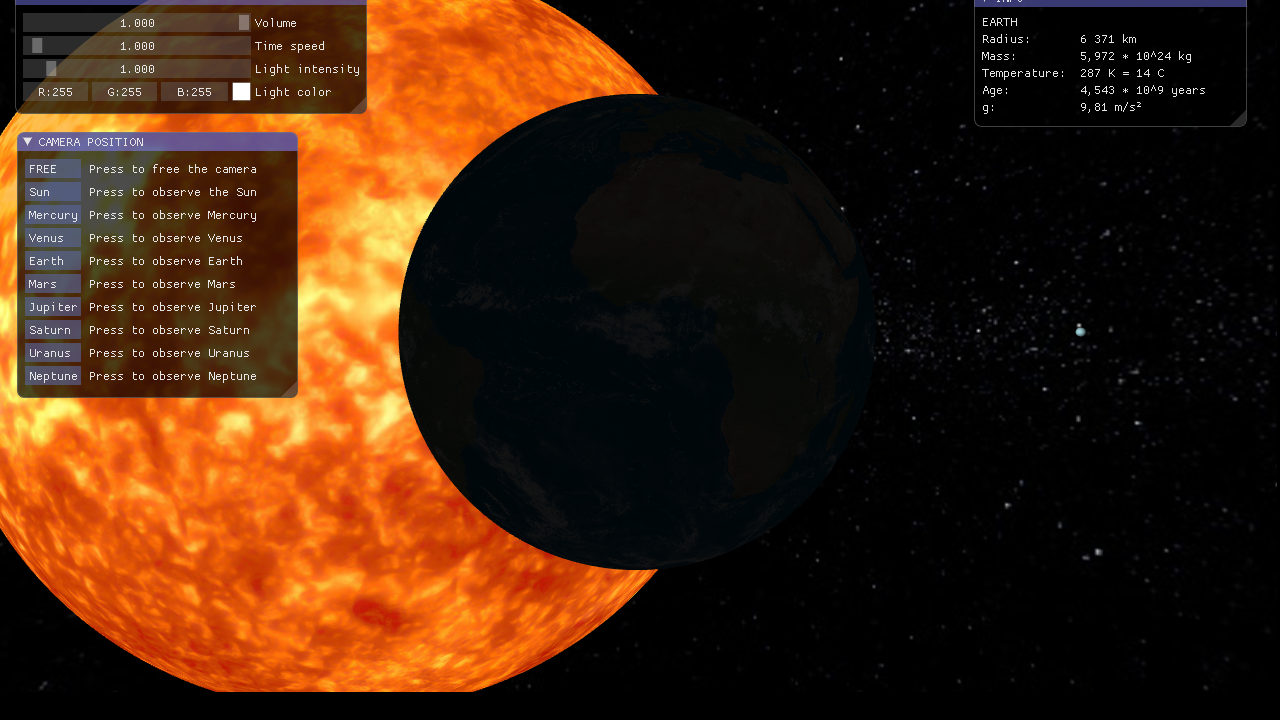 1.000 Volume
1.000 Time speed
1.000 Light intensity
R:255 G:255 B:255 Light color
CAMERA POSITION
FREE Press to free the camera
Sun Press to observe the Sun
Mercury Press to observe Mercury
Venus Press to observe Venus
Earth Press to observe Earth
Mars Press to observe Mars
Jupiter Press to observe Jupiter
Saturn Press to observe Saturn
Uranus Press to observe Uranus
Neptune Press to observe Neptune
EARTH
Radius: 6 371 km
Mass: 5,972 * 10^24 kg
Temperature: 287 K = 14 C
Age: 4,543 * 10^9 years
g: 9,81 m/s²